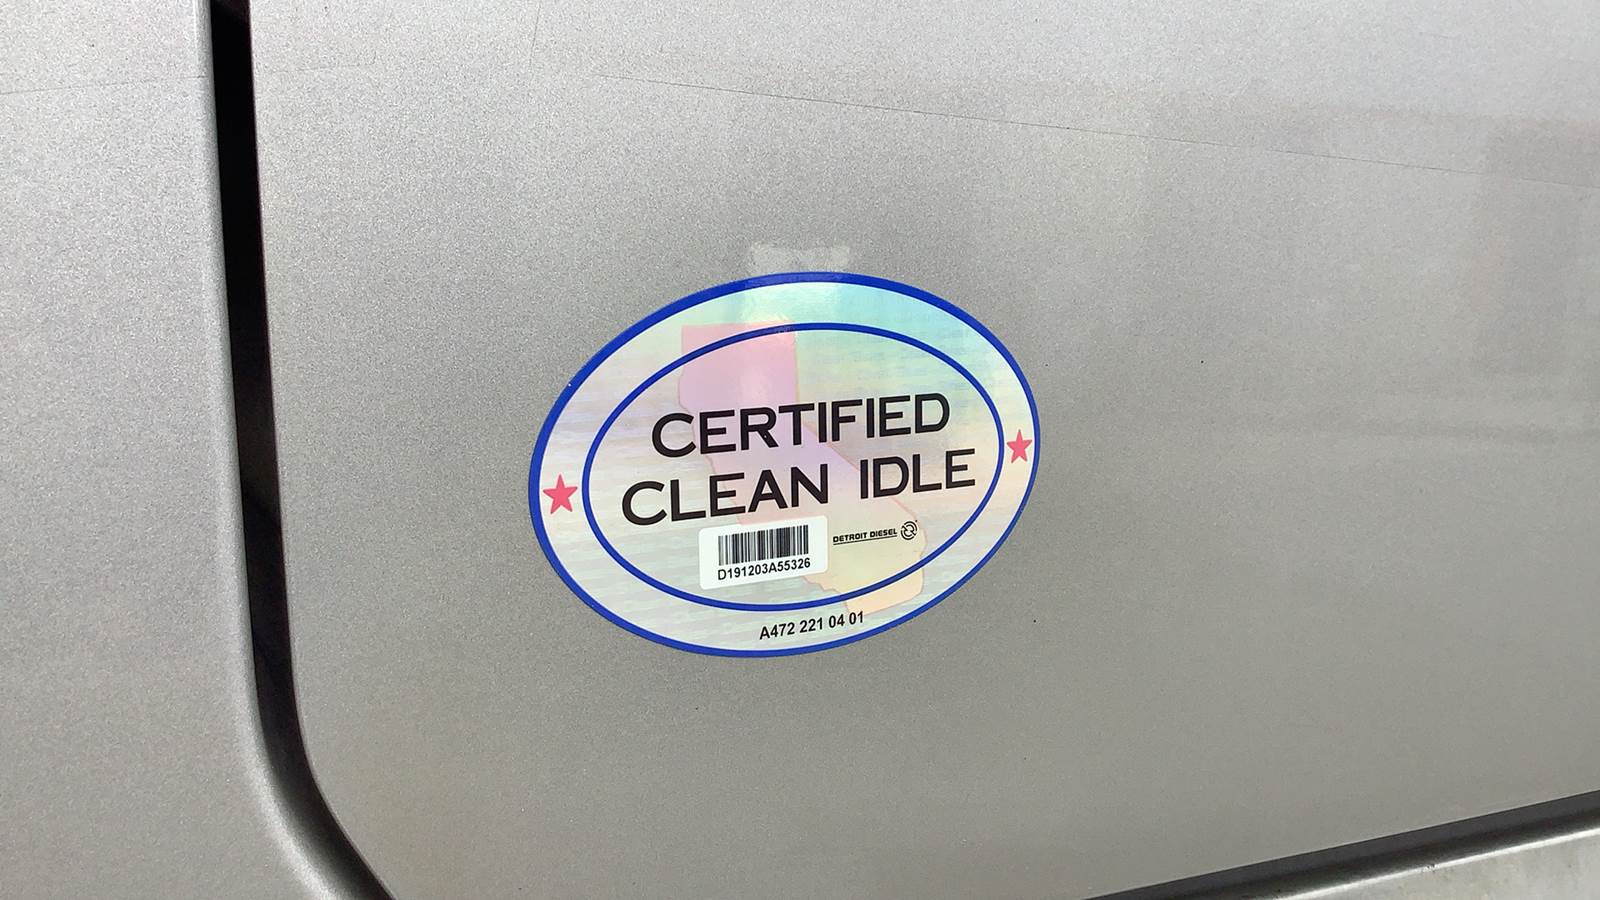 CERTIFIED
CLEAN IDLE
DETROIT DIESEL
D191203A55326
A472 221 04 01